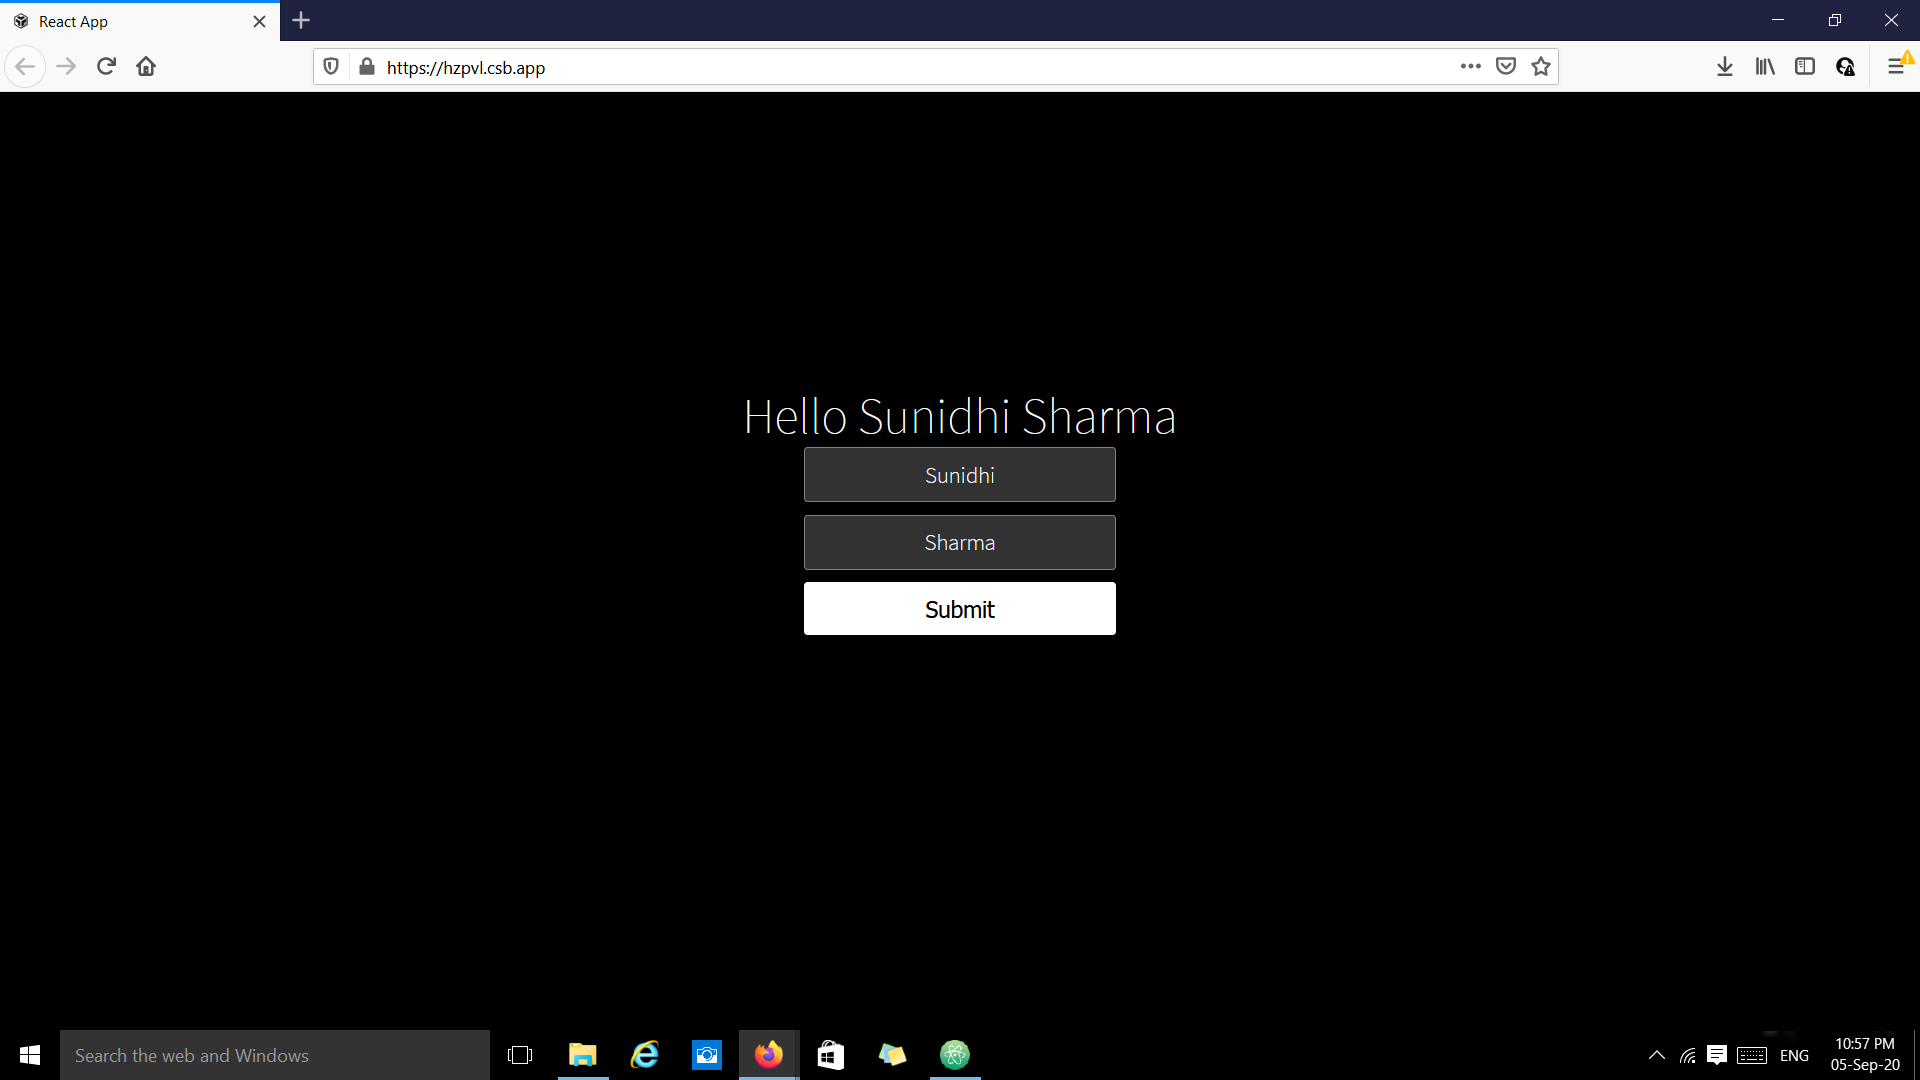 React App
https://hzpvl.csb.app
Hello Sunidhi Sharma
Sunidhi
Sharma
Submit
Search the web and Windows
ENG
10:57 PM
05-Sep-20